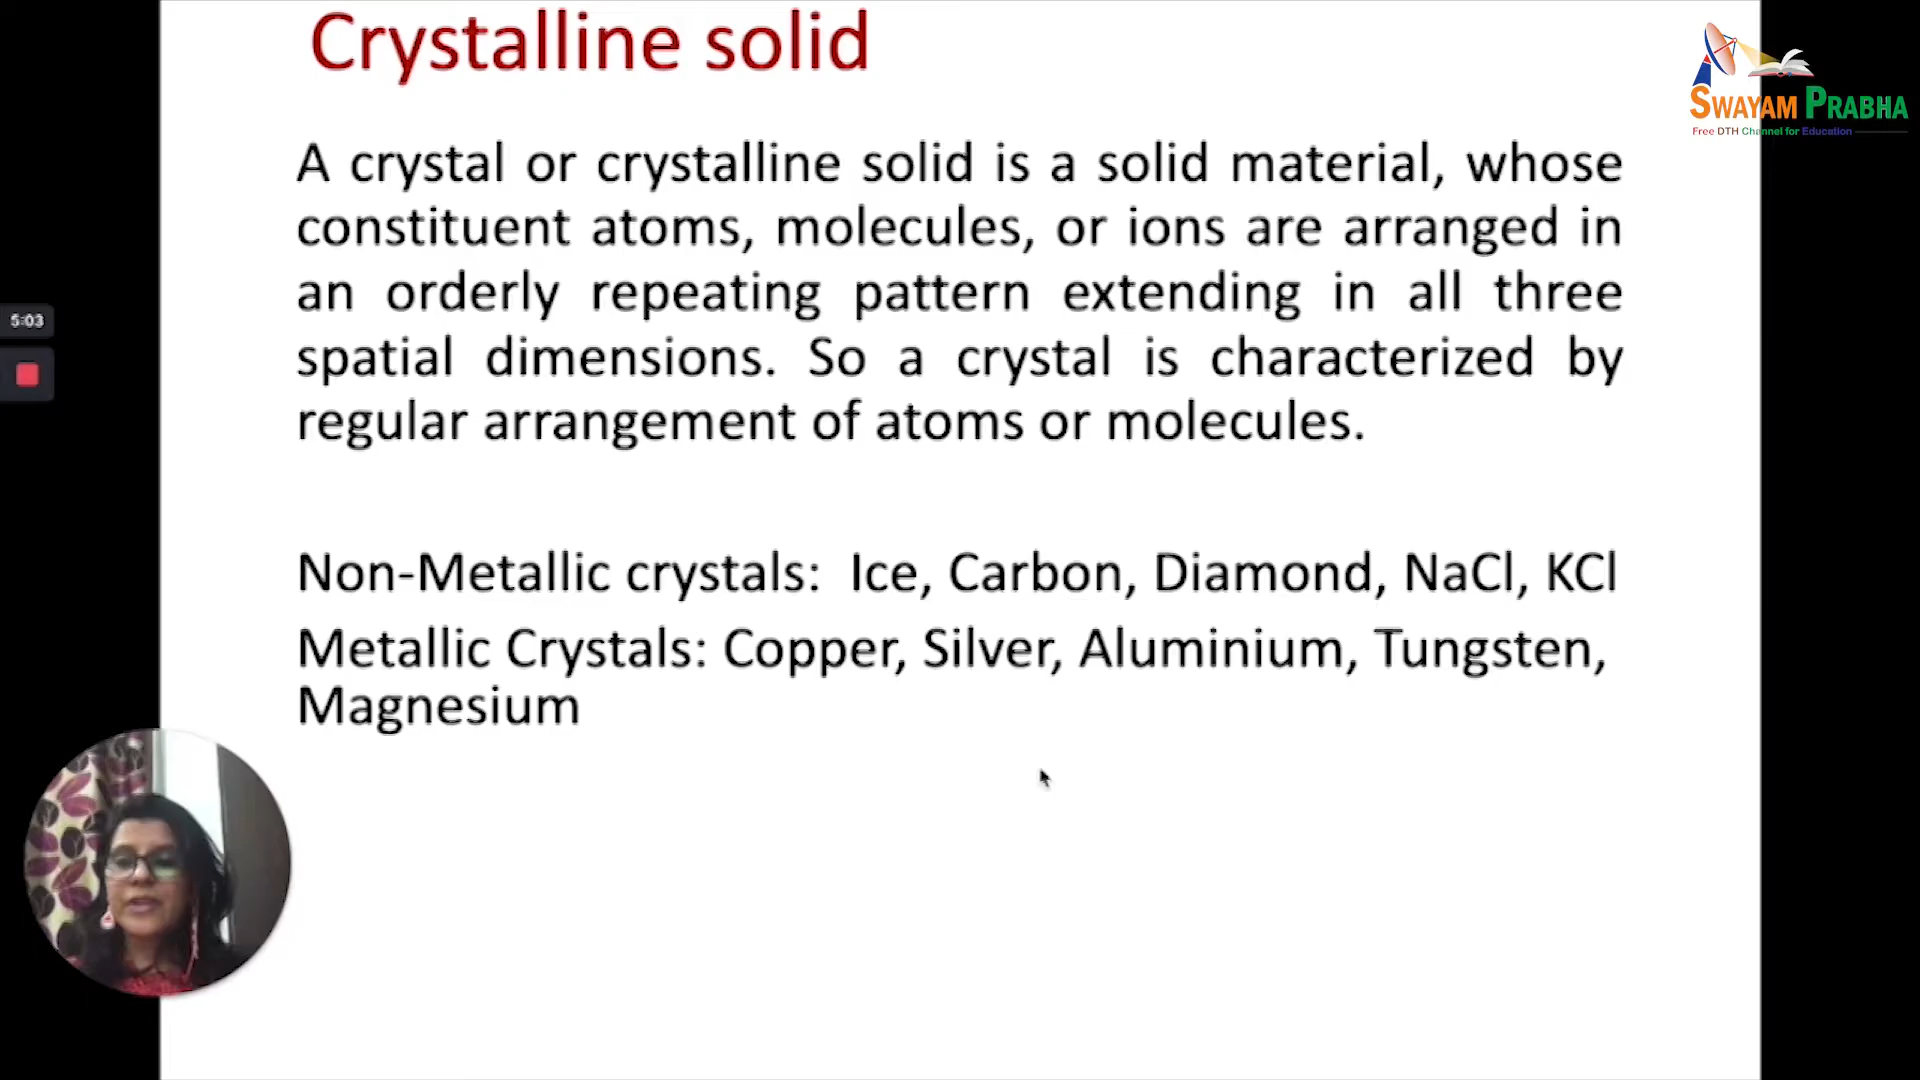 Crystalline solid
SWAYAM PRABHA
Free DTH Channel for Education
A crystal or crystalline solid is a solid material, whose
constituent atoms, molecules, or ions are arranged in
an orderly repeating pattern extending in all three
spatial dimensions. So a crystal is characterized by
regular arrangement of atoms or molecules.
5:03
Non-Metallic crystals: Ice, Carbon, Diamond, NaCl, KCl
Metallic Crystals: Copper, Silver, Aluminium, Tungsten,
Magnesium